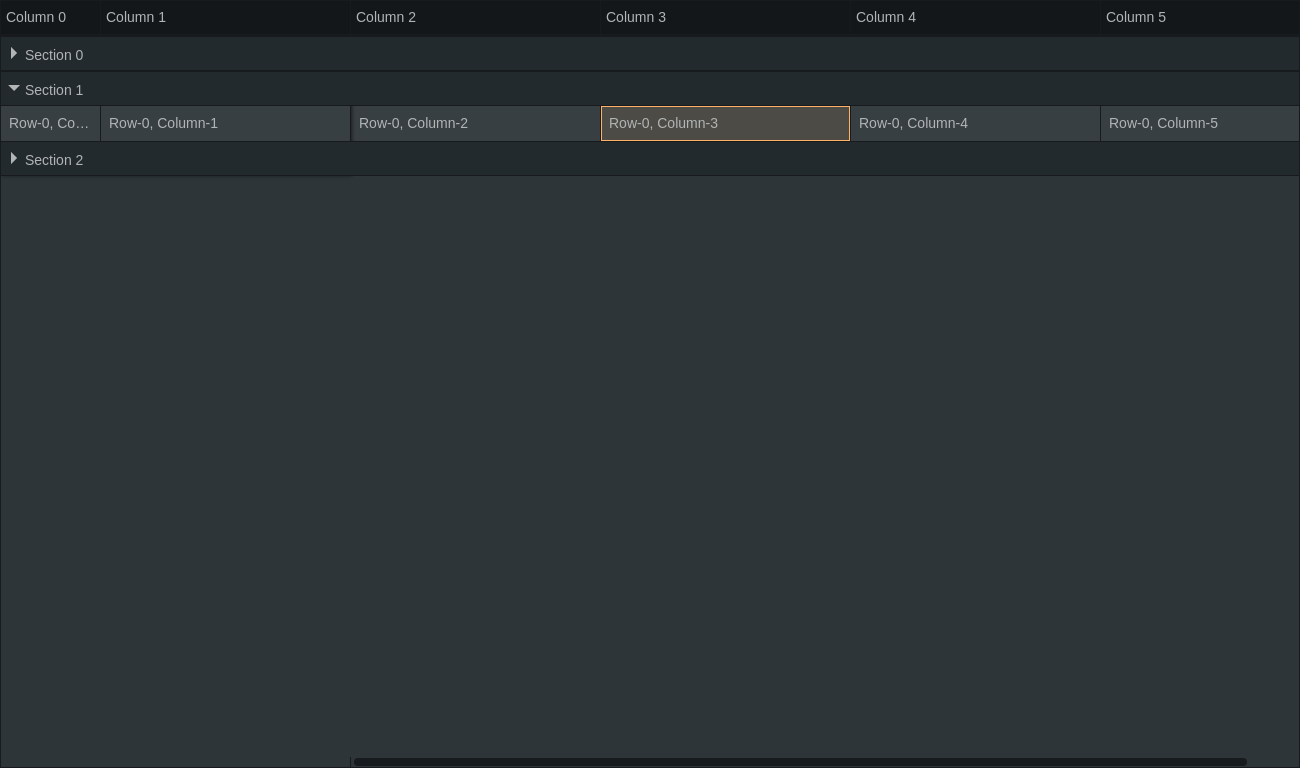 Column 0 Column 1 Column 2 Column 3 Column 4 Column 5
Section 0
Section 1
Row-0, Co... Row-0, Column-1 Row-0, Column-2 Row-0, Column-3 Row-0, Column-4 Row-0, Column-5
Section 2